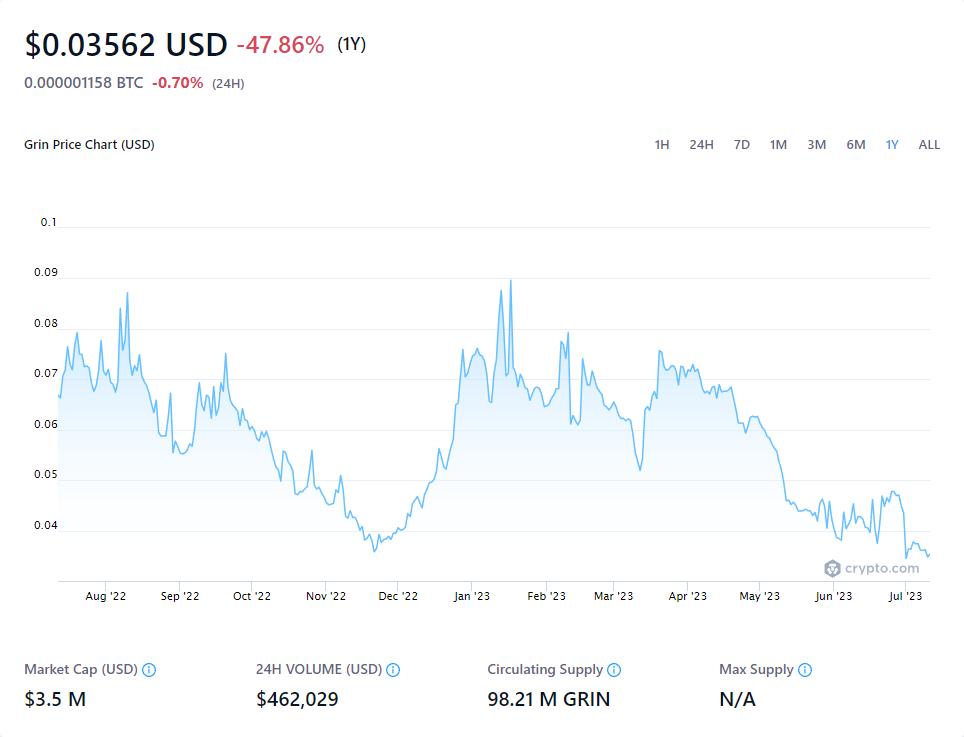 $0.03562 USD -47.86% (1Y)
0.000001158 BTC -0.70% (24H)
Grin Price Chart (USD) 1H 24H 7D 1M 3M 6M 1Y ALL
0.1
0.09
0.08
0.07
0.06
0.05
0.04
crypto.com
Aug '22 Sep '22 Oct '22 Nov '22 Dec '22 Jan '23 Feb '23 Mar '23 Apr '23 May '23 Jun '23 Jul '23
Market Cap (USD) 24H VOLUME (USD) Circulating Supply Max Supply
$3.5 M $462,029 98.21 M GRIN N/A